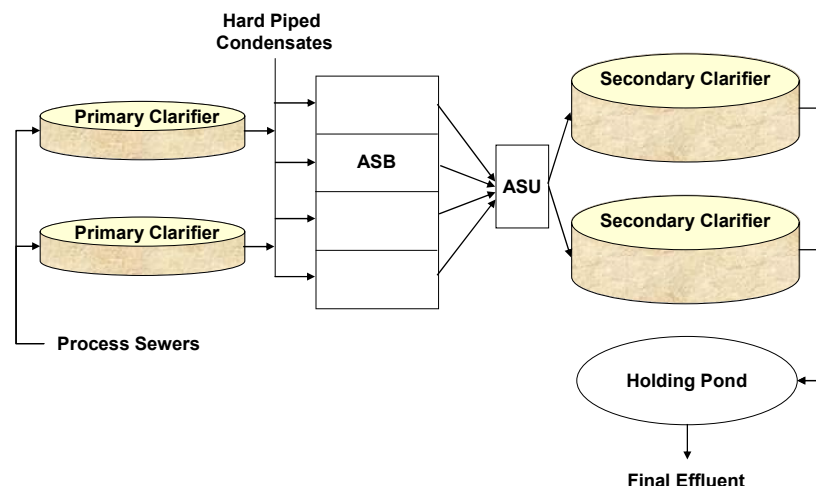 Hard Piped
Condensates
Primary Clarifier
Primary Clarifier
Process Sewers
ASB
ASU
Secondary Clarifier
Secondary Clarifier
Holding Pond
Final Effluent